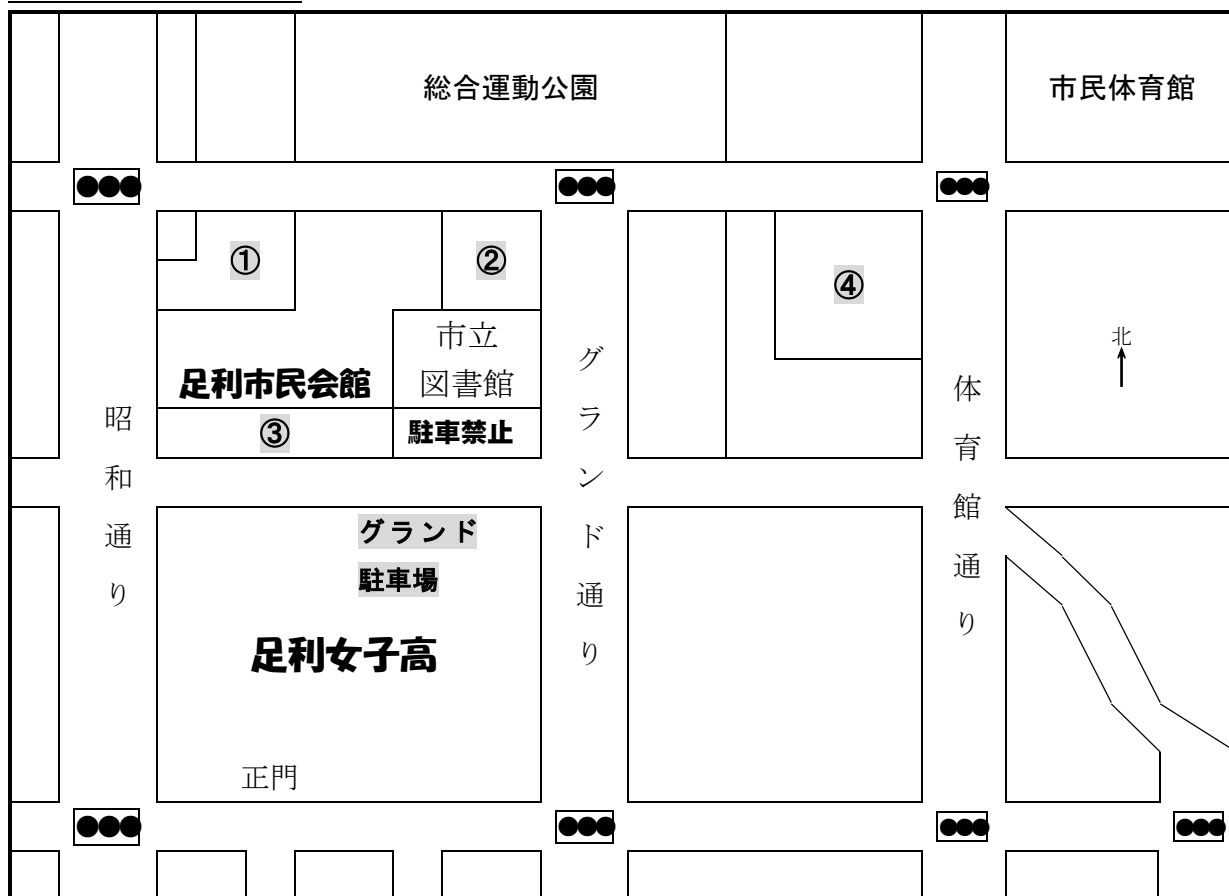 総合運動公園
市民体育館
①
②
④
市立
図書館
足利市民会館
③
駐車禁止
北
昭和通り
グランド通り
体育館通り
グランド
駐車場
足利女子高
正門